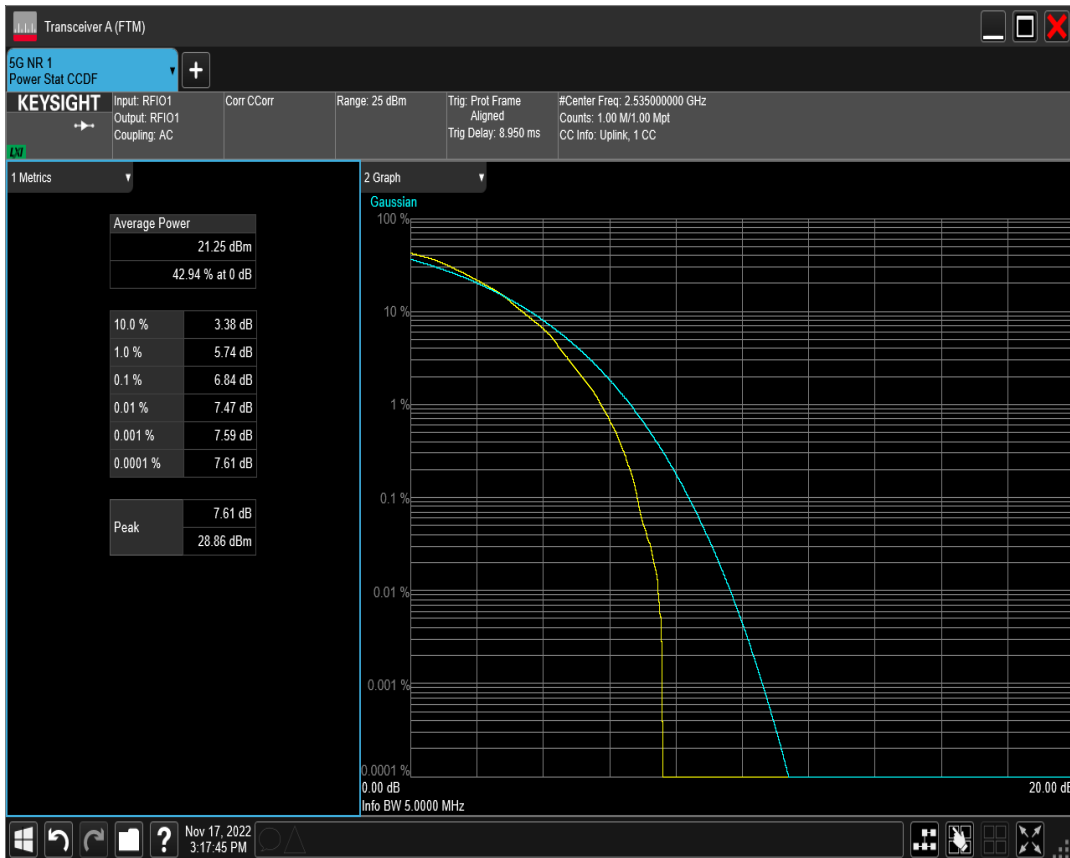 Transceiver A (FTM)
5G NR 1
Power Stat CCDF
+
KEYSIGHT
LXI
Input: RFIO1
Output: RFIO1
Coupling: AC
Corr CCorr
Range: 25 dBm
Trig: Prot Frame
Aligned
Trig Delay: 8.950 ms
#Center Freq: 2.535000000 GHz
Counts: 1.00 M/1.00 Mpt
CC Info: Uplink, 1 CC
1 Metrics
Average Power
21.25 dBm
42.94 % at 0 dB
10.0 % 3.38 dB
1.0 % 5.74 dB
0.1 % 6.84 dB
0.01 % 7.47 dB
0.001 % 7.59 dB
0.0001 % 7.61 dB
Peak 7.61 dB
28.86 dBm
2 Graph
Gaussian
100 %
10 %
1 %
0.1 %
0.01 %
0.001 %
0.0001 %
0.00 dB 20.00 dB
Info BW 5.0000 MHz
?
Nov 17, 2022
3:17:45 PM